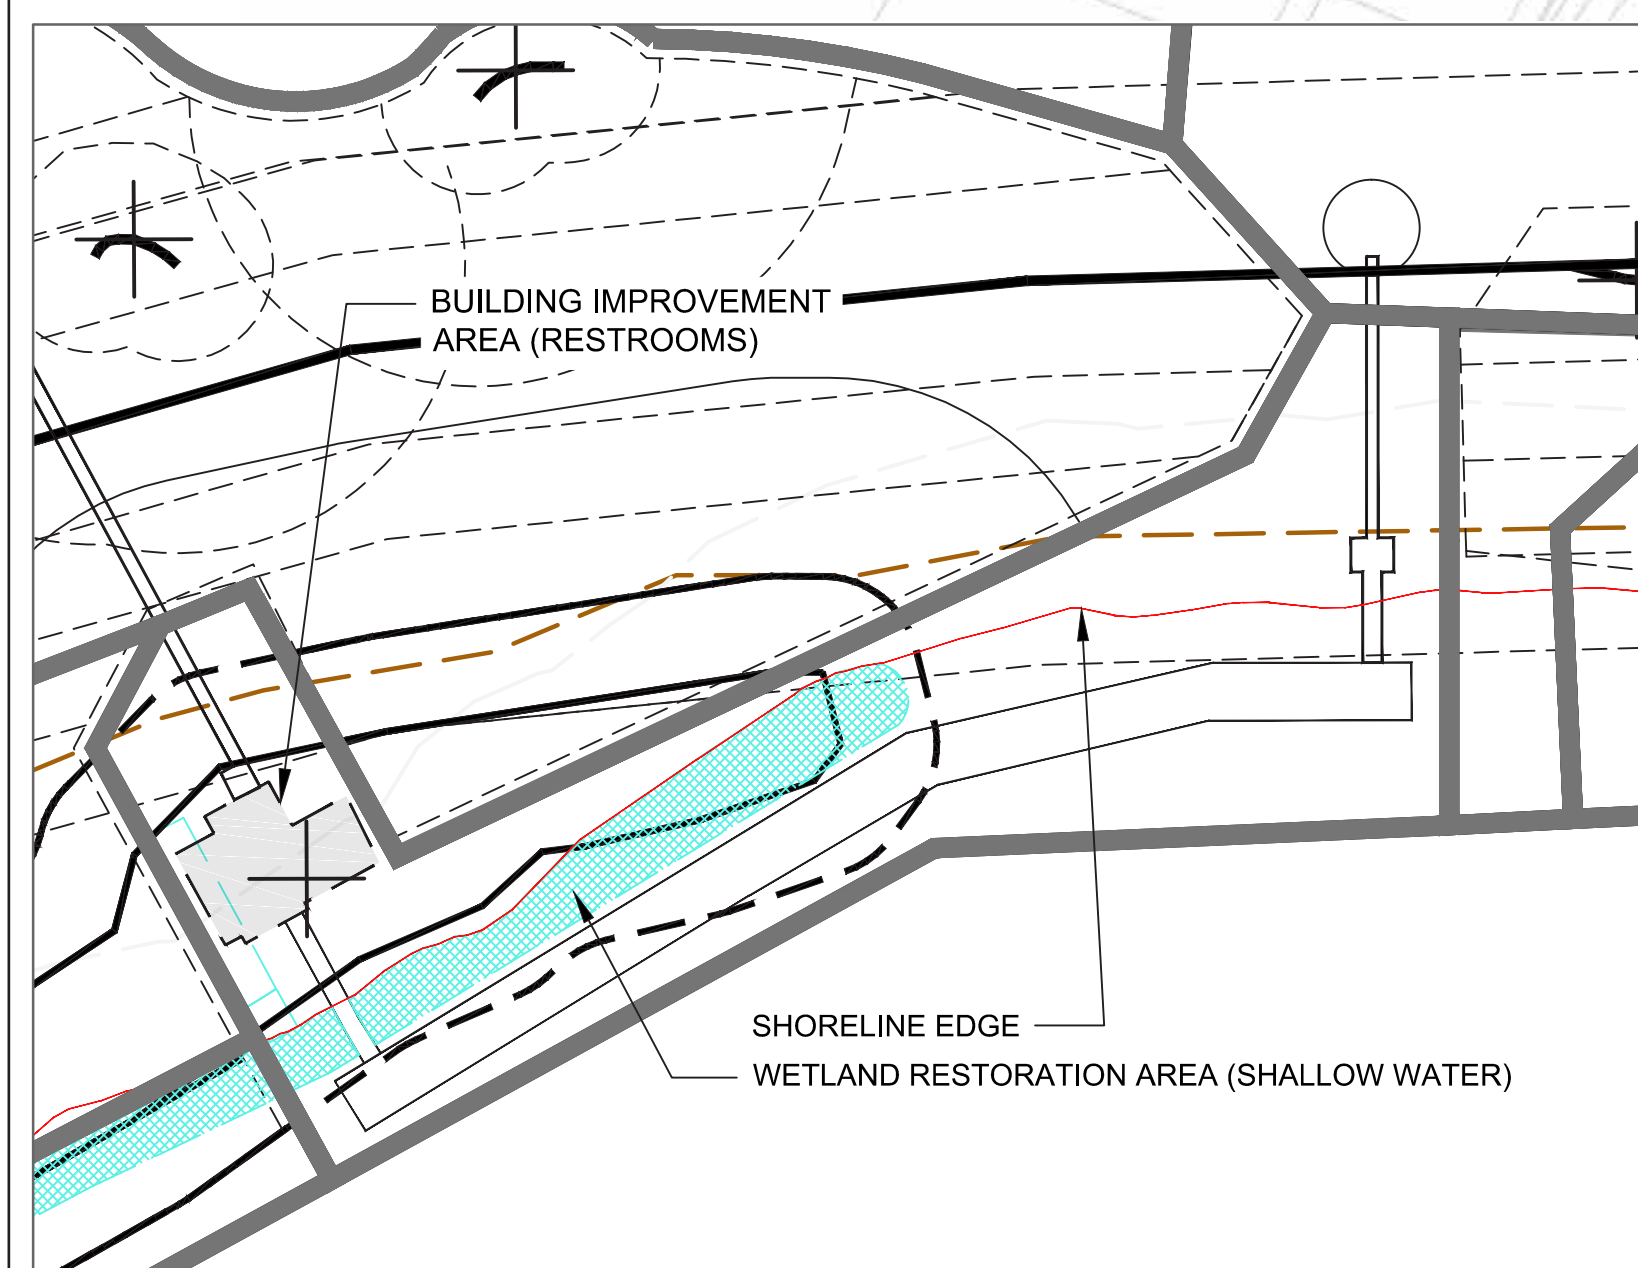 BUILDING IMPROVEMENT
AREA (RESTROOMS)
SHORELINE EDGE
WETLAND RESTORATION AREA (SHALLOW WATER)